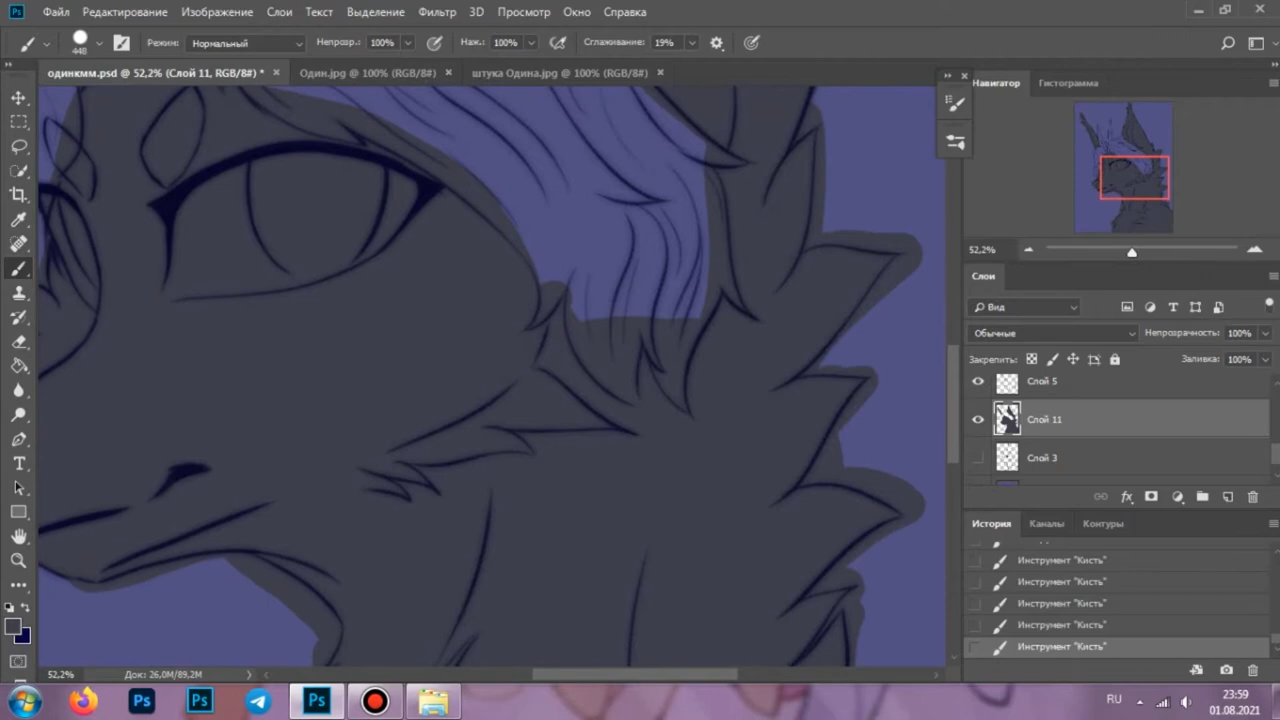 Файл Редактирование Изображение Слои Текст Выделение Фильтр 3D Просмотр Окно Справка
448 Режим: Нормальный Непрозр.: 100% Наж.: 100% Сглаживание: 19%
одинкмм.psd @ 52,2% (Слой 11, RGB/8#) * Один.jpg @ 100% (RGB/8#) штука Одина.jpg @ 100% (RGB/8#)
Навигатор Гистограмма
52,2%
Слои
Вид
Обычные Непрозрачность: 100%
Закрепить: Заливка: 100%
Слой 5
Слой 11
Слой 3
История Каналы Контуры
Инструмент "Кисть"
Инструмент "Кисть"
Инструмент "Кисть"
Инструмент "Кисть"
Инструмент "Кисть"
52,2% Док: 26,0M/89,2M
RU 23:59
01.08.2021